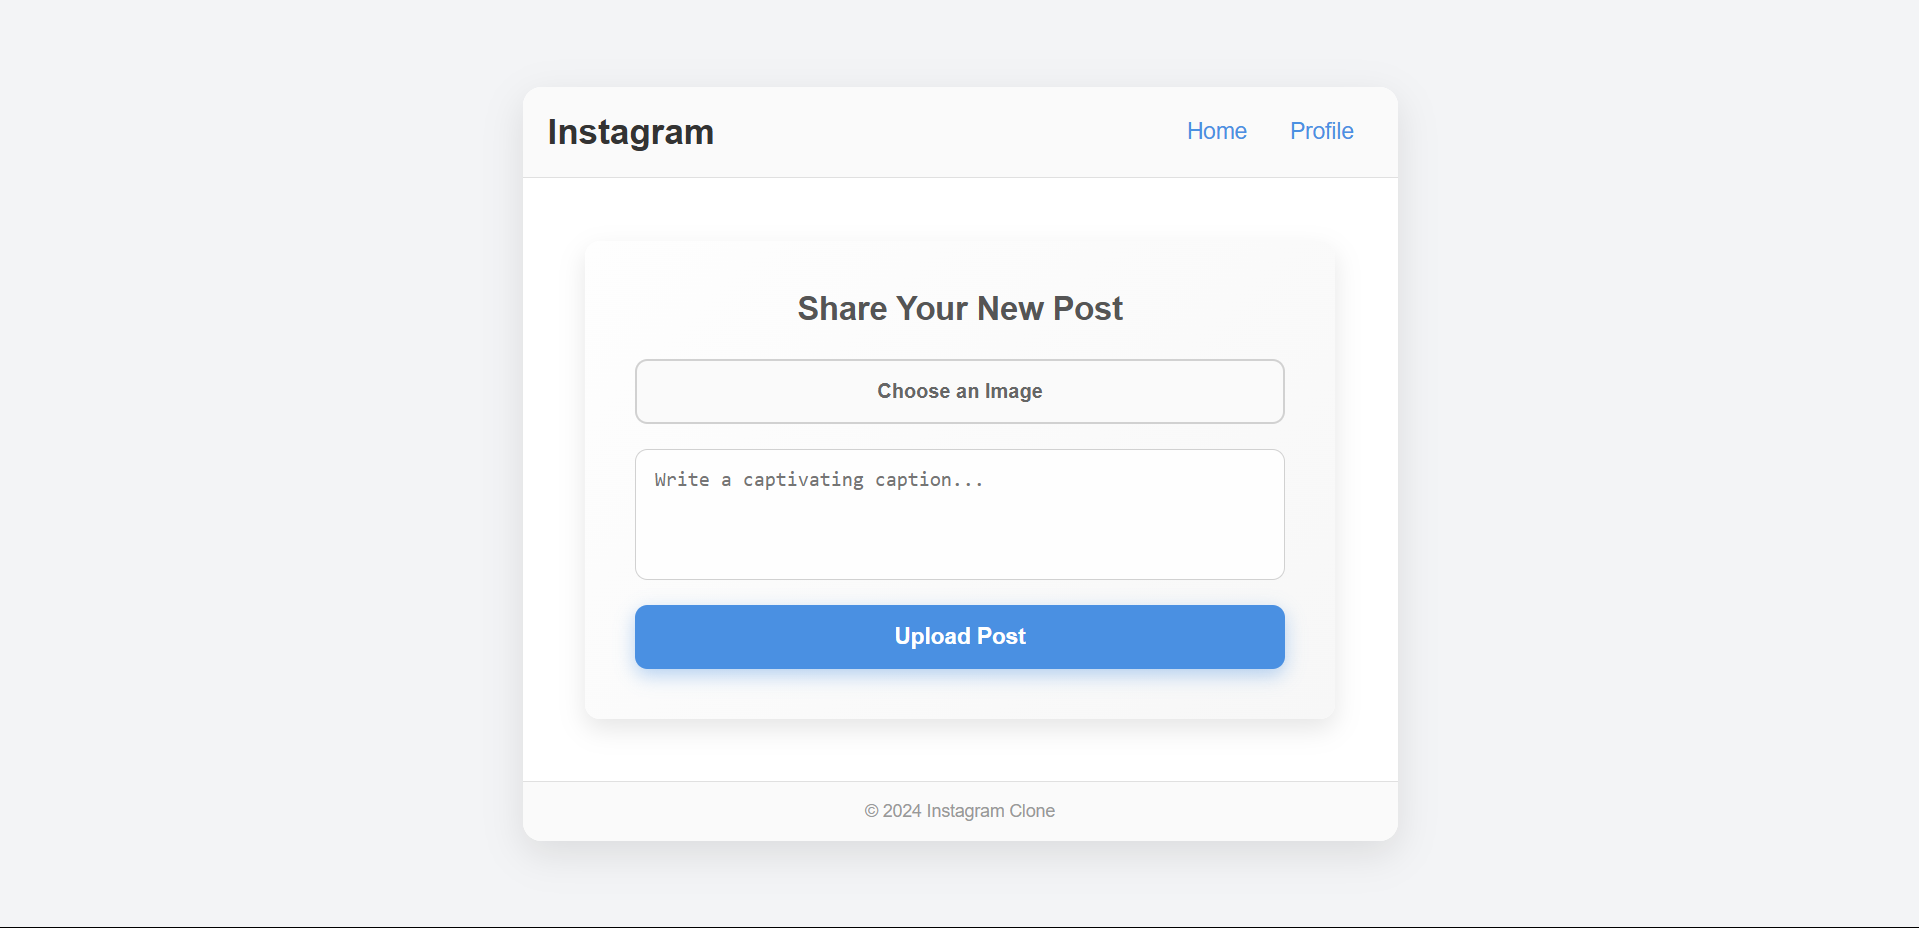 Instagram
Home Profile
Share Your New Post
Choose an Image
Write a captivating caption...
Upload Post
© 2024 Instagram Clone